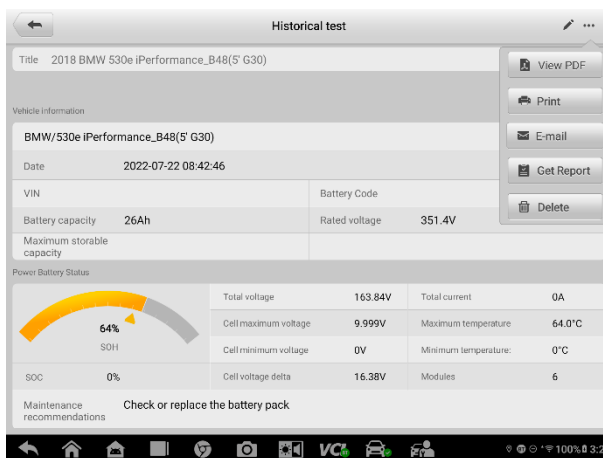 Historical test
Title 2018 BMW 530e iPerformance_B48(5' G30)
View PDF
Print
E-mail
Get Report
Delete
Vehicle information
BMW/530e iPerformance_B48(5' G30)
Date 2022-07-22 08:42:46
VIN Battery Code
Battery capacity 26Ah Rated voltage 351.4V
Maximum storable
capacity
Power Battery Status
64%
SOH
SOC 0%
Total voltage 163.84V Total current 0A
Cell maximum voltage 9.999V Maximum temperature 64.0°C
Cell minimum voltage 0V Minimum temperature: 0°C
Cell voltage delta 16.38V Modules 6
Maintenance
recommendations
Check or replace the battery pack
VCI 100% 3:2